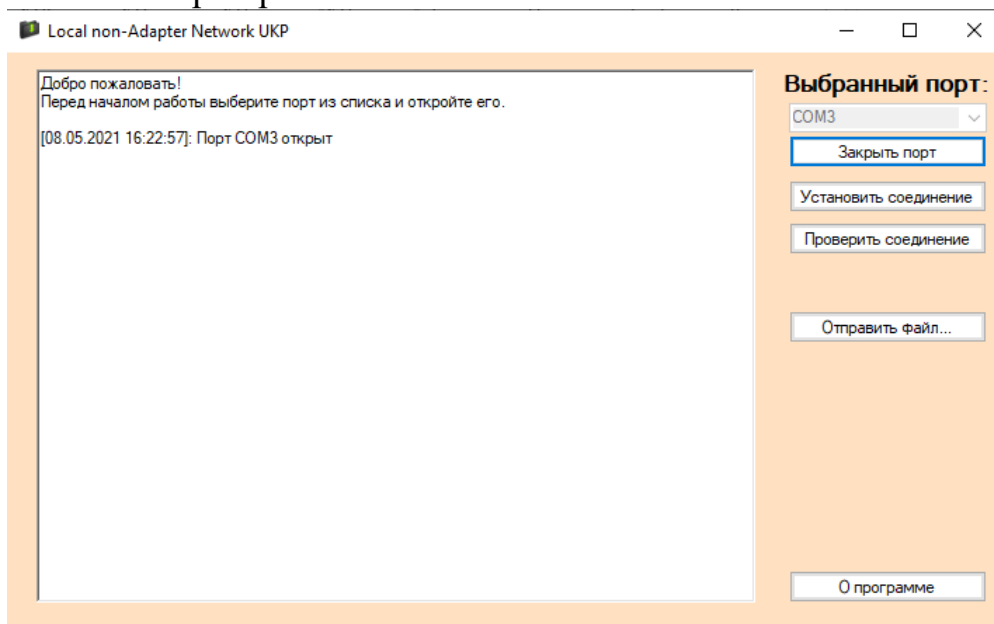 Local non-Adapter Network UKP
Добро пожаловать!
Перед началом работы выберите порт из списка и откройте его.
[08.05.2021 16:22:57]: Порт COM3 открыт
Выбранный порт:
COM3
Закрыть порт
Установить соединение
Проверить соединение
Отправить файл...
О программе